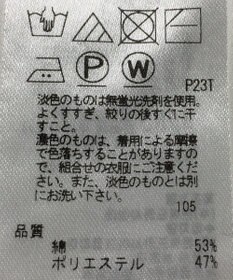 P W
P23T
淡色のものは無蛍光洗剤を使用。
よくすすぎ、絞りの後すぐに干
すこと。
濃色のものは、着用による摩擦
で色落ちすることがありますの
で、組合せの衣服にご注意くだ
さい。また、淡色のものとは別
にお洗い下さい。
105
品質
綿 53%
ポリエステル 47%